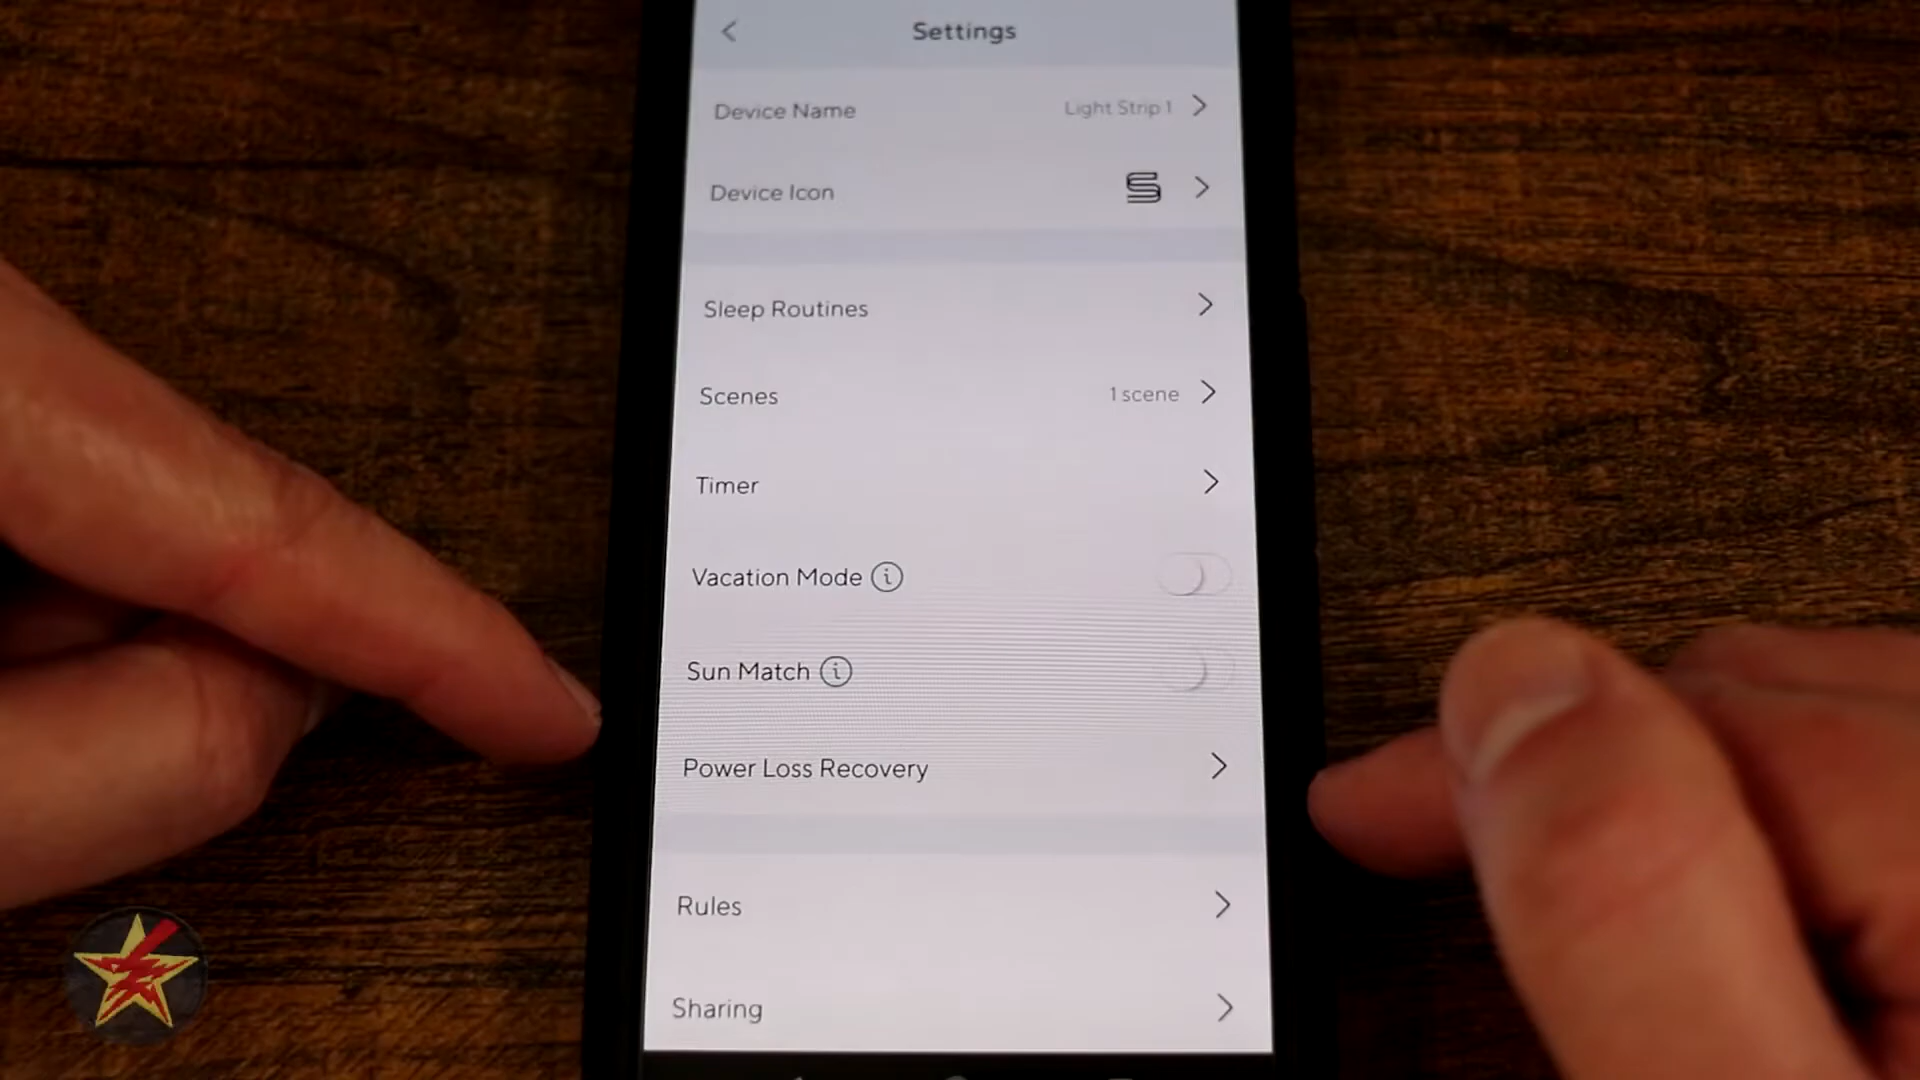 Settings
Device Name Light Strip 1
Device Icon
Sleep Routines
Scenes 1 scene
Timer
Vacation Mode
Sun Match
Power Loss Recovery
Rules
Sharing